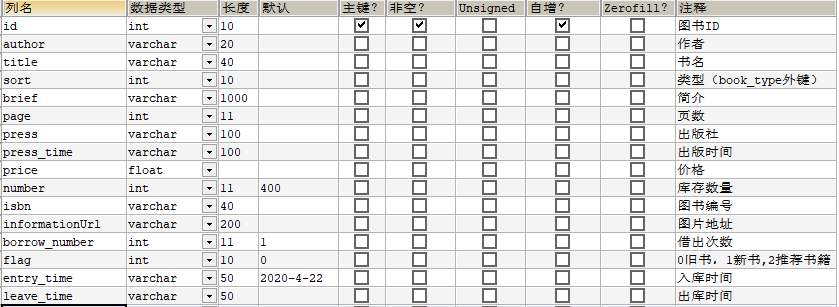 列名 数据类型 长度 默认 主键? 非空? Unsigned 自增? Zerofill? 注释
id int 10 图书ID
author varchar 20 作者
title varchar 40 书名
sort int 10 类型（book_type外键）
brief varchar 1000 简介
page int 11 页数
press varchar 100 出版社
press_time varchar 100 出版时间
price float 价格
number int 11 400 库存数量
isbn varchar 40 图书编号
informationUrl varchar 200 图片地址
borrow_number int 11 1 借出次数
flag int 10 0 0旧书，1新书,2推荐书籍
entry_time varchar 50 2020-4-22 入库时间
leave_time varchar 50 出库时间